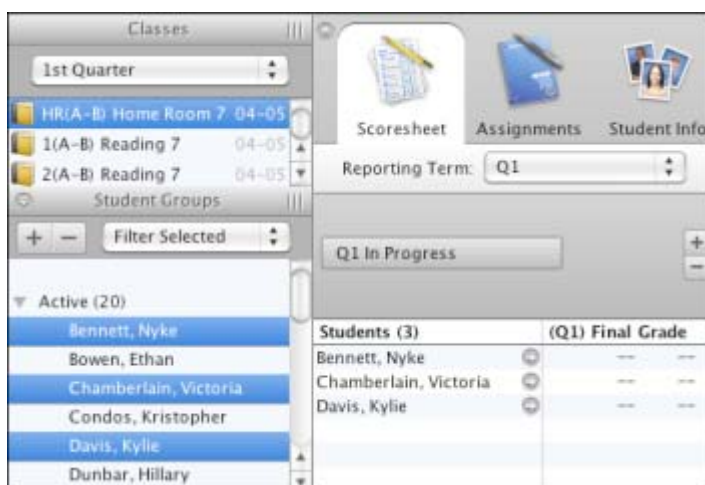 Classes
1st Quarter
HR(A-B) Home Room 7 04-05
1(A-B) Reading 7 04-05
2(A-B) Reading 7 04-05
Student Groups
+ - Filter Selected
Active (20)
Bennett, Nyke
Bowen, Ethan
Chamberlain, Victoria
Condos, Kristopher
Davis, Kylie
Dunbar, Hillary
Scoresheet Assignments Student Info
Reporting Term: Q1
Q1 In Progress
+
-
Students (3) (Q1) Final Grade
Bennett, Nyke -- --
Chamberlain, Victoria -- --
Davis, Kylie -- --